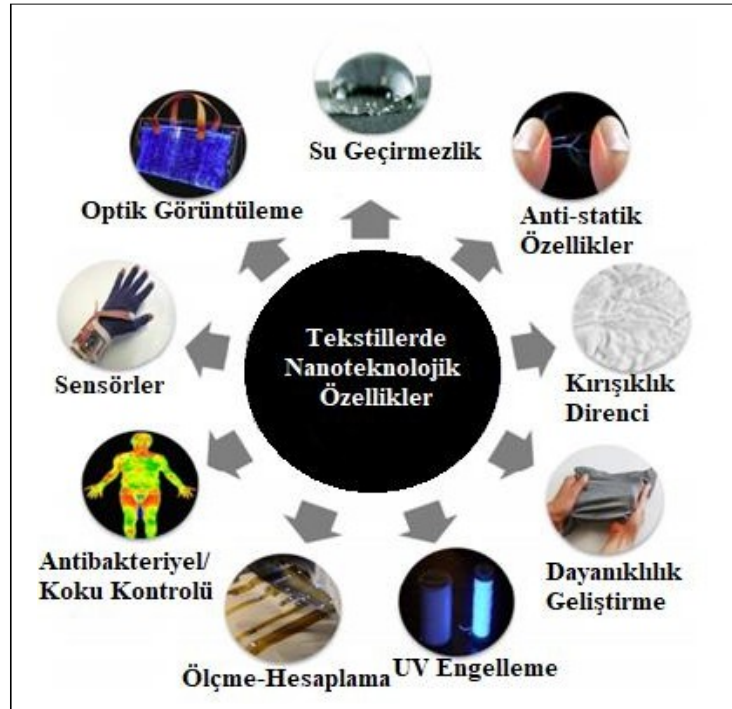 Su Geçirmezlik
Optik Görüntüleme
Anti-statik
Özellikler
Tekstillerde
Nanoteknolojik
Özellikler
Sensörler
Kırışıklık
Direnci
Antibakteriyel/
Koku Kontrolü
Dayanıklılık
Geliştirme
Ölçme-Hesaplama
UV Engelleme